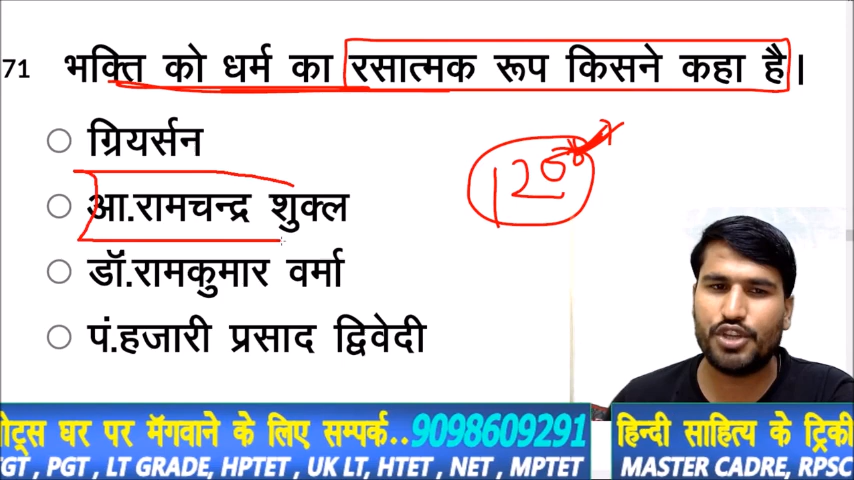 71 भक्ति को धर्म का रसात्मक रूप किसने कहा है।
ग्रियर्सन
आ.रामचन्द्र शुक्ल
120
डॉ.रामकुमार वर्मा
पं.हजारी प्रसाद द्विवेदी
ोट्स घर पर मॅगवाने के लिए सम्पर्क..9098609291
हिन्दी साहित्य के ट्रिकी
GT , PGT , LT GRADE, HPTET , UK LT, HTET , NET , MPTET
MASTER CADRE, RPSC